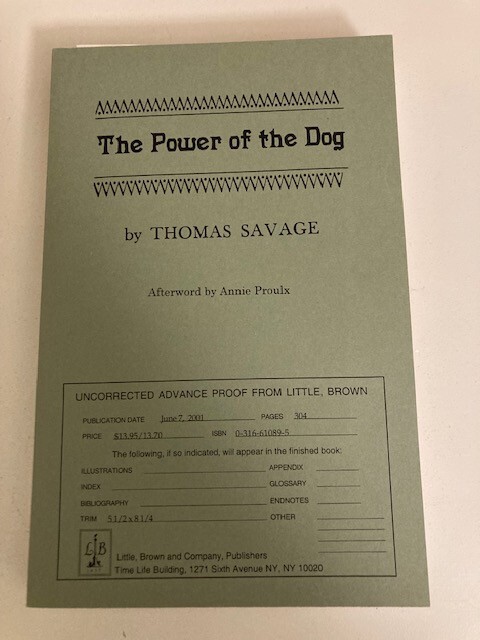 The Power of the Dog
by THOMAS SAVAGE
Afterword by Annie Proulx
UNCORRECTED ADVANCE PROOF FROM LITTLE, BROWN
PUBLICATION DATE June 7, 2001 PAGES 304
PRICE $13.95/13.70 ISBN 0-316-61089-5
The following, if so indicated, will appear in the finished book:
ILLUSTRATIONS APPENDIX
INDEX GLOSSARY
BIBLIOGRAPHY ENDNOTES
TRIM 5 1/2 x 8 1/4 OTHER
L B
Little, Brown and Company, Publishers
Time Life Building, 1271 Sixth Avenue NY, NY 10020